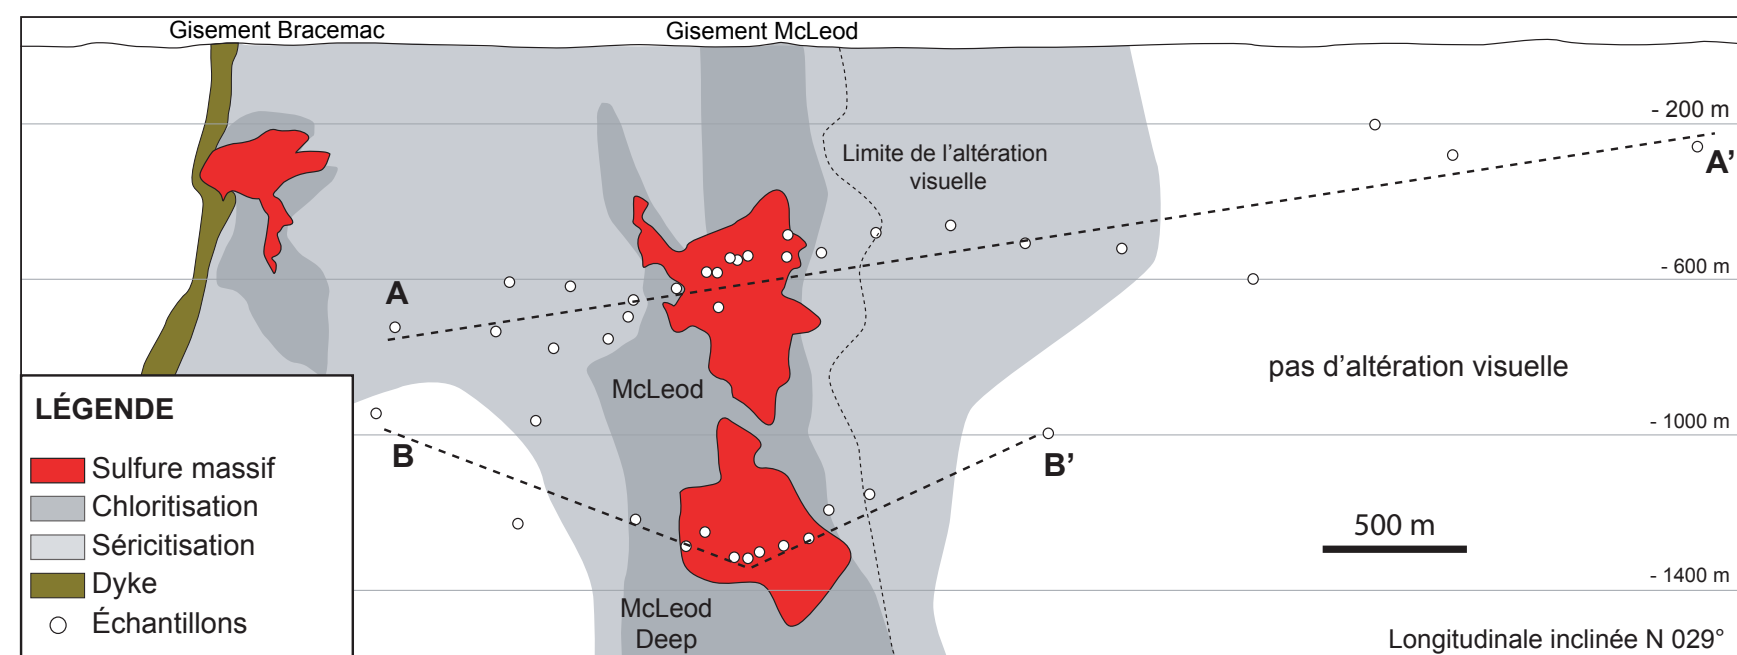 Gisement Bracemac
Gisement McLeod
- 200 m
Limite de l’altération
visuelle
A’
- 600 m
A
pas d’altération visuelle
McLeod
- 1000 m
B
B’
500 m
- 1400 m
McLeod
Deep
Longitudinale inclinée N 029°
LÉGENDE
Sulfure massif
Chloritisation
Séricitisation
Dyke
Échantillons